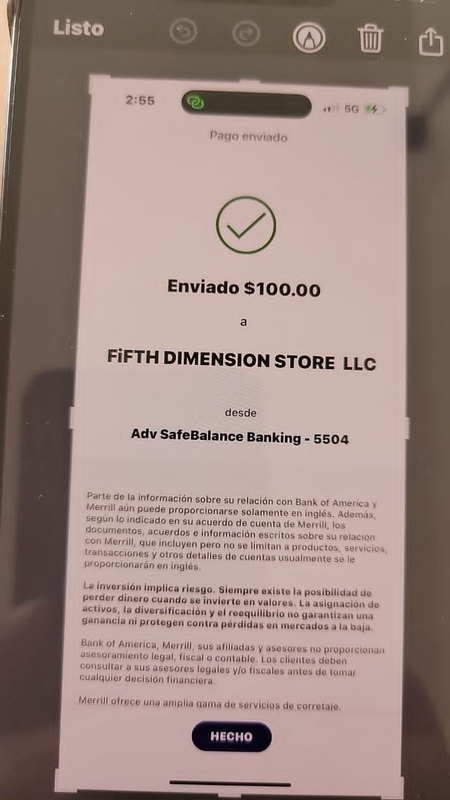 Listo
2:55
5G
Pago enviado
Enviado $100.00
a
FiFTH DIMENSION STORE LLC
desde
Adv SafeBalance Banking - 5504
Parte de la información sobre su relación con Bank of America y
Merrill aún puede proporcionarse solamente en inglés. Además,
según lo indicado en su acuerdo de cuenta de Merrill, los
documentos, acuerdos e información escritos sobre su relación
con Merrill, que incluyen pero no se limitan a productos, servicios,
transacciones y otros detalles de cuentas usualmente se le
proporcionarán en inglés.
La inversión implica riesgo. Siempre existe la posibilidad de
perder dinero cuando se invierte en valores. La asignación de
activos, la diversificación y el reequilibrio no garantizan una
ganancia ni protegen contra pérdidas en mercados a la baja.
Bank of America, Merrill, sus afiliadas y asesores no proporcionan
asesoramiento legal, fiscal o contable. Los clientes deben
consultar a sus asesores legales y/o fiscales antes de tomar
cualquier decisión financiera.
Merrill ofrece una amplia gama de servicios de corretaje,
HECHO